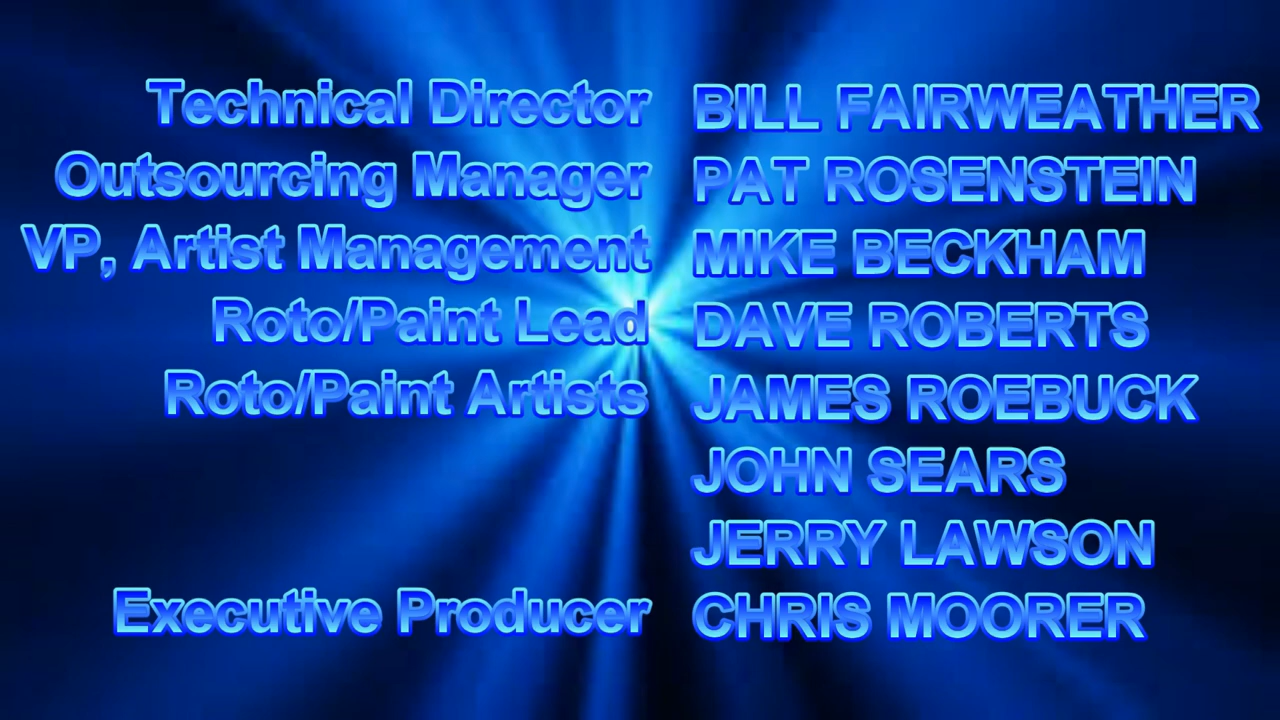 Technical Director BILL FAIRWEATHER
Outsourcing Manager PAT ROSENSTEIN
VP, Artist Management MIKE BECKHAM
Roto/Paint Lead DAVE ROBERTS
Roto/Paint Artists JAMES ROEBUCK
JOHN SEARS
JERRY LAWSON
Executive Producer CHRIS MOORER